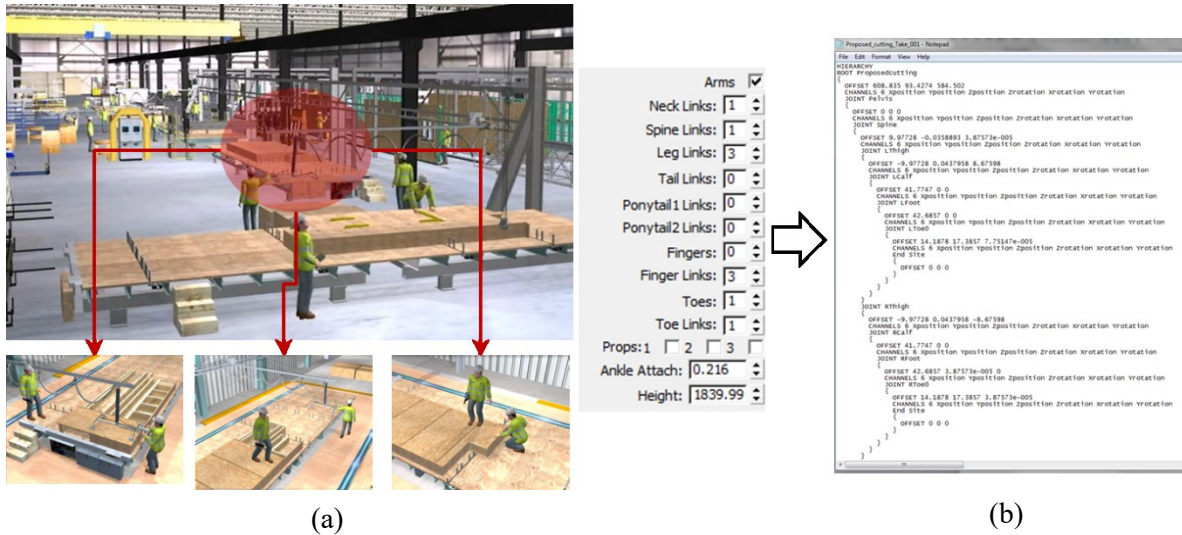 Arms
Neck Links: 1
Spine Links: 1
Leg Links: 3
Tail Links: 0
Ponytail1 Links: 0
Ponytail2 Links: 0
Fingers: 0
Finger Links: 3
Toes: 1
Toe Links: 1
Props: 1 2 3
Ankle Attach: 0.216
Height: 1839.99
Proposed_cutting_Take_001 - Notepad
File Edit Format View Help
HIERARCHY
ROOT Proposedcutting
{
OFFSET 608.835 93.4274 584.502
CHANNELS 6 Xposition Yposition Zposition Zrotation Xrotation Yrotation
JOINT Pelvis
{
OFFSET 0 0 0
CHANNELS 6 Xposition Yposition Zposition Zrotation Xrotation Yrotation
JOINT Spine
{
OFFSET 9.97728 -0.0358893 3.87573e-005
CHANNELS 6 Xposition Yposition Zposition Zrotation Xrotation Yrotation
JOINT LThigh
{
OFFSET -9.97728 0.0437958 8.67598
CHANNELS 6 Xposition Yposition Zposition Zrotation Xrotation Yrotation
JOINT LCalf
{
OFFSET 41.7747 0 0
CHANNELS 6 Xposition Yposition Zposition Zrotation Xrotation Yrotation
JOINT LFoot
{
OFFSET 42.6857 0 0
CHANNELS 6 Xposition Yposition Zposition Zrotation Xrotation Yrotation
JOINT LToe0
{
OFFSET 14.1878 17.3857 7.75147e-005
CHANNELS 6 Xposition Yposition Zposition Zrotation Xrotation Yrotation
End Site
{
OFFSET 0 0 0
}
}
}
}
}
JOINT RThigh
{
OFFSET -9.97728 0.0437958 -8.67598
CHANNELS 6 Xposition Yposition Zposition Zrotation Xrotation Yrotation
JOINT RCalf
{
OFFSET 41.7747 0 0
CHANNELS 6 Xposition Yposition Zposition Zrotation Xrotation Yrotation
JOINT RFoot
{
OFFSET 42.6857 3.87573e-005 0
CHANNELS 6 Xposition Yposition Zposition Zrotation Xrotation Yrotation
JOINT RToe0
{
OFFSET 14.1878 17.3857 3.87573e-005
CHANNELS 6 Xposition Yposition Zposition Zrotation Xrotation Yrotation
End Site
{
OFFSET 0 0 0
}
}
}
}
}
(a)
(b)